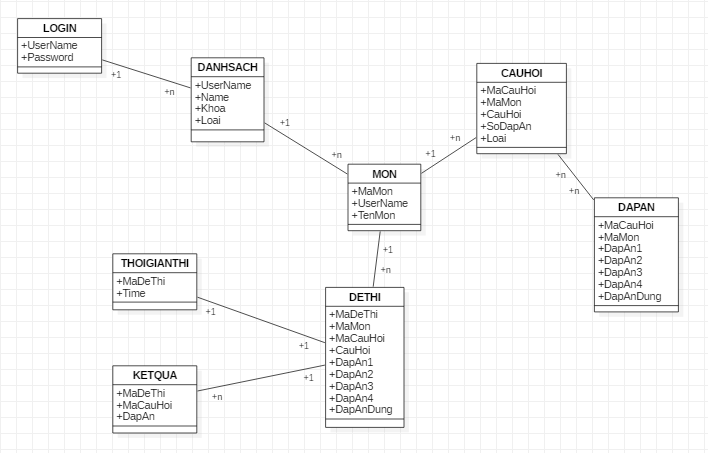 LOGIN
+UserName
+Password
+1
+n
DANHSACH
+UserName
+Name
+Khoa
+Loai
+1
+n
MON
+MaMon
+UserName
+TenMon
+1
+n
CAUHOI
+MaCauHoi
+MaMon
+CauHoi
+SoDapAn
+Loai
+n
+n
DAPAN
+MaCauHoi
+MaMon
+DapAn1
+DapAn2
+DapAn3
+DapAn4
+DapAnDung
+1
+n
THOIGIANTHI
+MaDeThi
+Time
+1
+1
DETHI
+MaDeThi
+MaMon
+MaCauHoi
+CauHoi
+DapAn1
+DapAn2
+DapAn3
+DapAn4
+DapAnDung
+1
+n
KETQUA
+MaDeThi
+MaCauHoi
+DapAn